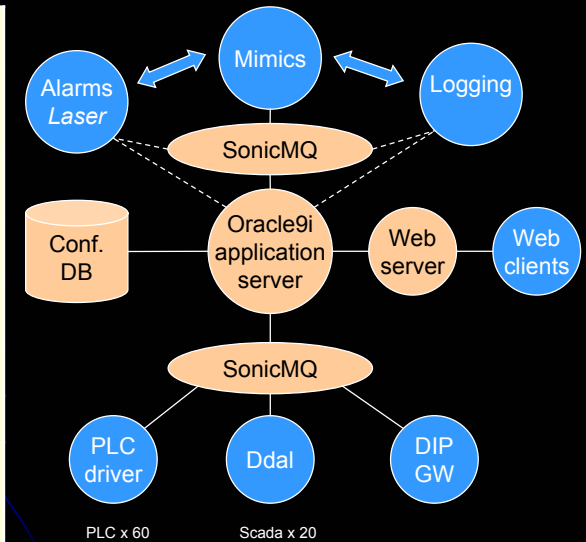 Mimics
Alarms
Laser
Logging
SonicMQ
Oracle9i
application
server
Conf.
DB
Web
server
Web
clients
SonicMQ
PLC
driver
Ddal
DIP
GW
PLC x 60
Scada x 20